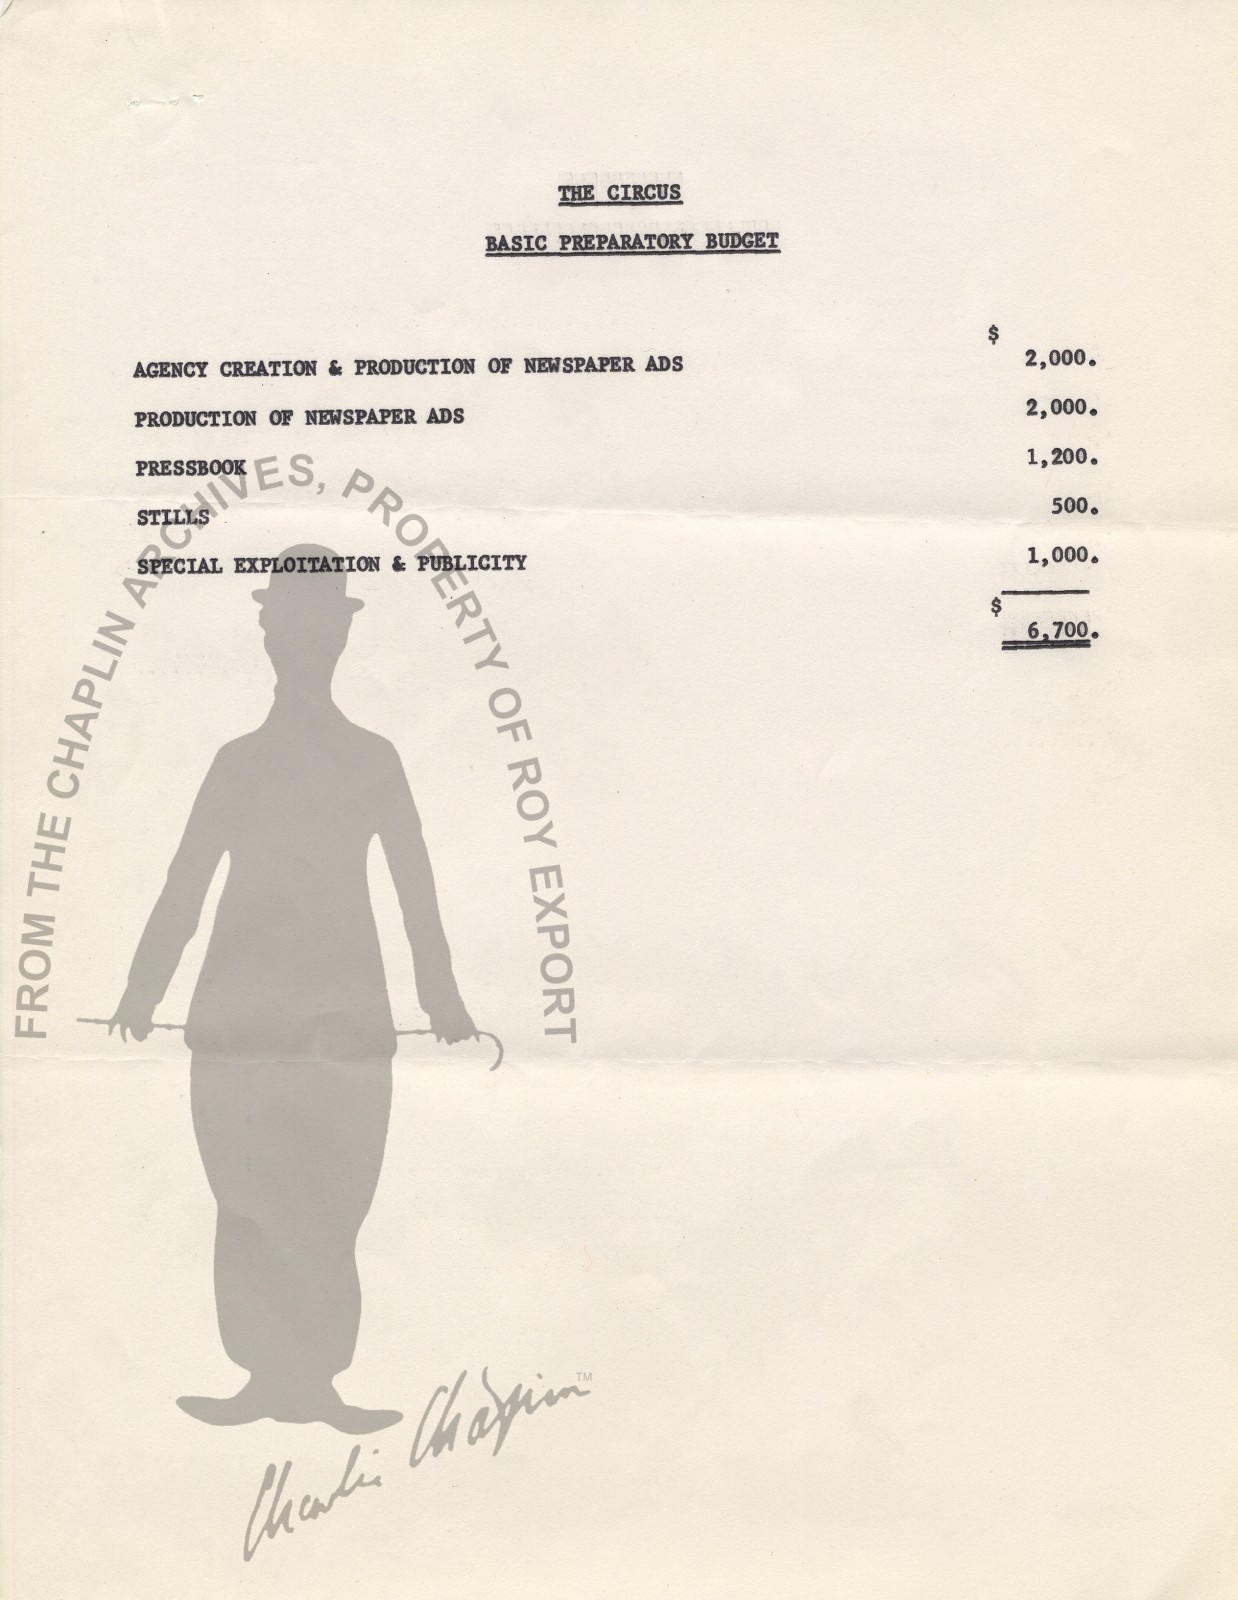 THE CIRCUS
BASIC PREPARATORY BUDGET
$
AGENCY CREATION & PRODUCTION OF NEWSPAPER ADS 2,000.
PRODUCTION OF NEWSPAPER ADS 2,000.
PRESSBOOK 1,200.
STILLS 500.
SPECIAL EXPLOITATION & PUBLICITY 1,000.
$
6,700.
FROM THE CHAPLIN ARCHIVES, PROPERTY OF ROY EXPORT
Charlie Chaplin TM